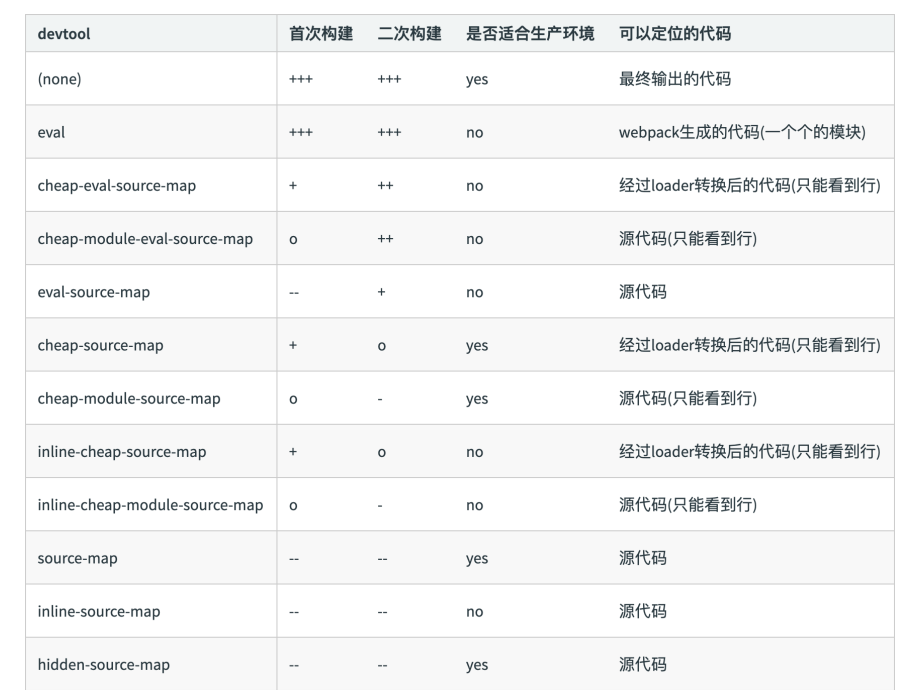 devtool 首次构建 二次构建 是否适合生产环境 可以定位的代码
(none) +++ +++ yes 最终输出的代码
eval +++ +++ no webpack生成的代码(一个个的模块)
cheap-eval-source-map + ++ no 经过loader转换后的代码(只能看到行)
cheap-module-eval-source-map o ++ no 源代码(只能看到行)
eval-source-map -- + no 源代码
cheap-source-map + o yes 经过loader转换后的代码(只能看到行)
cheap-module-source-map o - yes 源代码(只能看到行)
inline-cheap-source-map + o no 经过loader转换后的代码(只能看到行)
inline-cheap-module-source-map o - no 源代码(只能看到行)
source-map -- -- yes 源代码
inline-source-map -- -- no 源代码
hidden-source-map -- -- yes 源代码